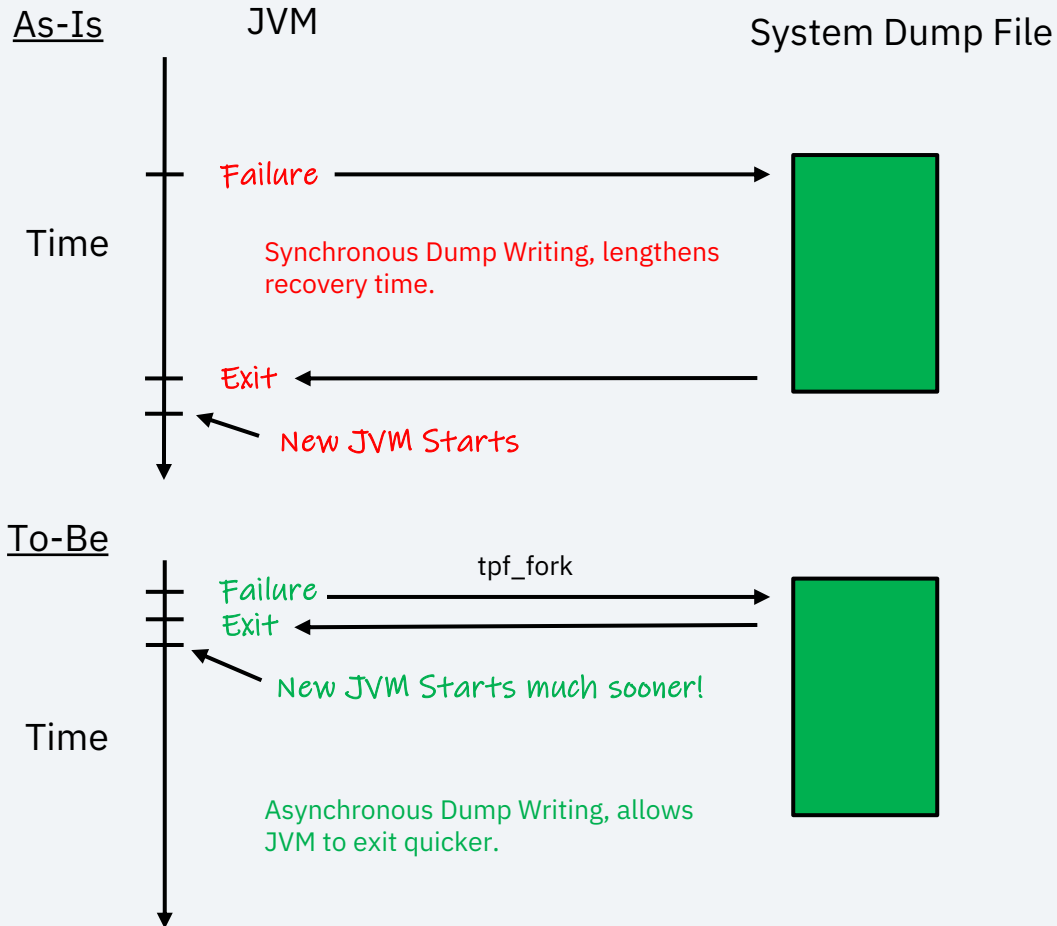 As-Is
JVM
System Dump File
Failure
Time
Synchronous Dump Writing, lengthens
recovery time.
Exit
New JVM Starts
To-Be
tpf_fork
Failure
Exit
New JVM Starts much sooner!
Time
Asynchronous Dump Writing, allows
JVM to exit quicker.